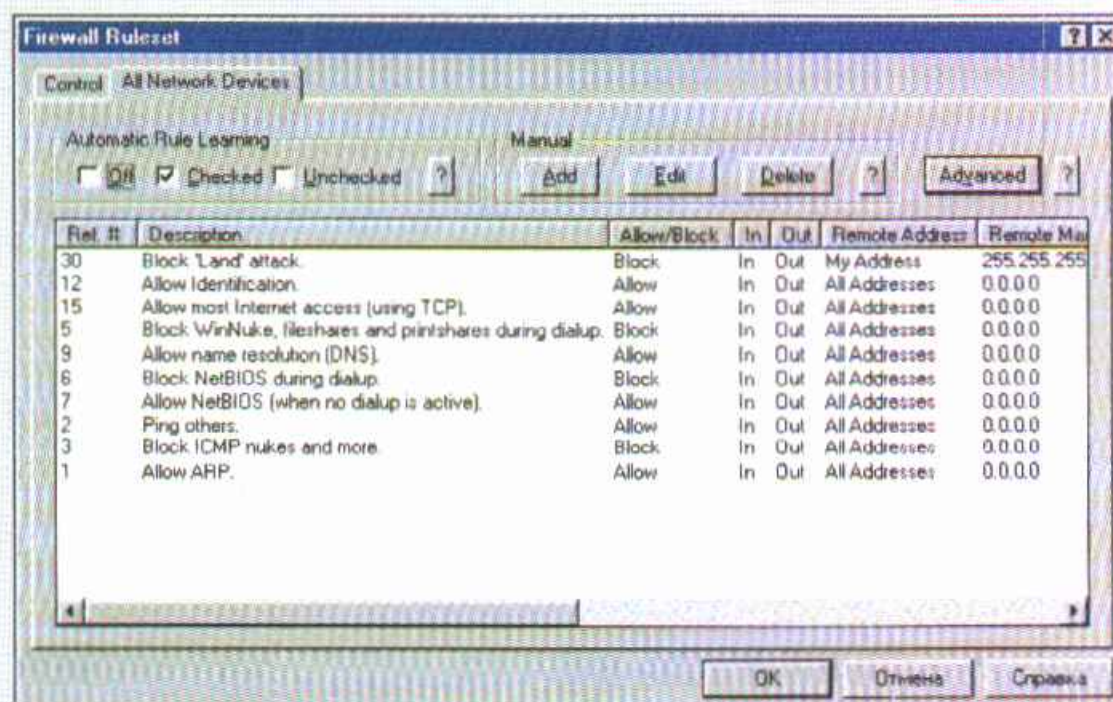 Firewall Ruleset
Control All Network Devices
Automatic Rule Learning Manual
Off Checked Unchecked ? Add Edit Delete ? Advanced ?
Rel. # Description Allow/Block In Out Remote Address Remote Mas
30 Block 'Land' attack. Block In Out My Address 255.255.255
12 Allow Identification. Allow In Out All Addresses 0.0.0.0
15 Allow most Internet access (using TCP). Allow In Out All Addresses 0.0.0.0
5 Block WinNuke, fileshares and printshares during dialup. Block In Out All Addresses 0.0.0.0
9 Allow name resolution (DNS). Allow In Out All Addresses 0.0.0.0
6 Block NetBIOS during dialup. Block In Out All Addresses 0.0.0.0
7 Allow NetBIOS (when no dialup is active). Allow In Out All Addresses 0.0.0.0
2 Ping others. Allow In Out All Addresses 0.0.0.0
3 Block ICMP nukes and more. Block In Out All Addresses 0.0.0.0
1 Allow ARP. Allow In Out All Addresses 0.0.0.0
OK Отмена Справка